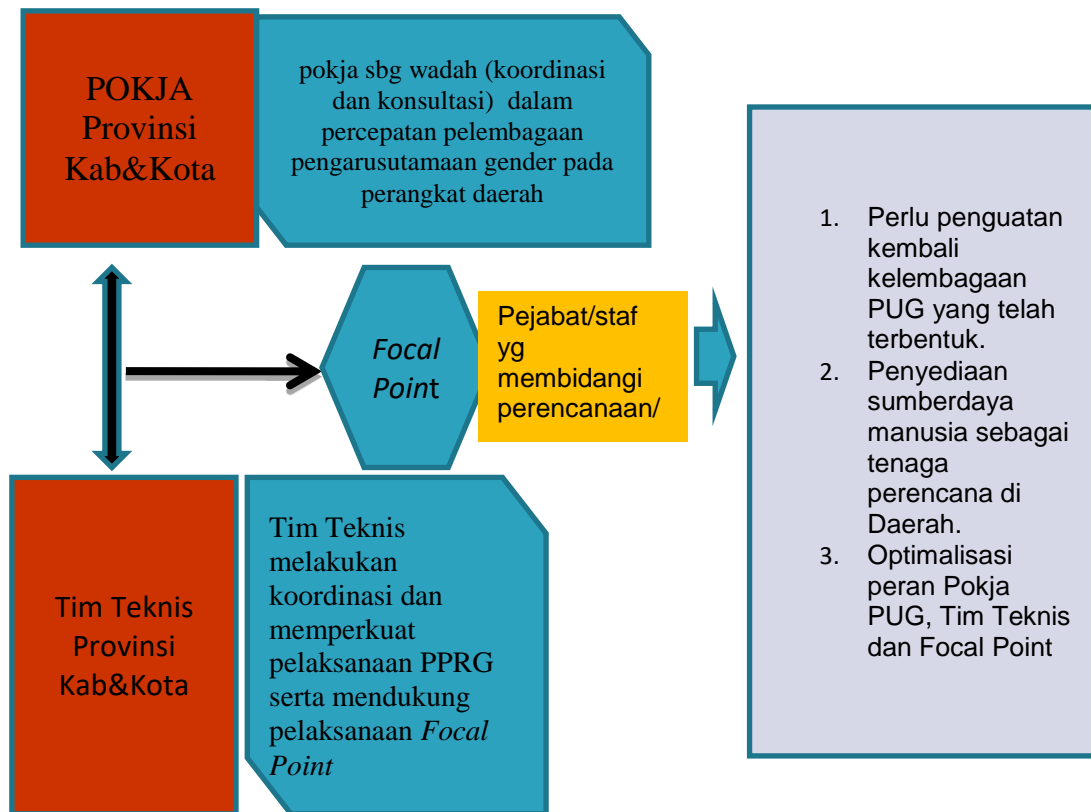 POKJA
Provinsi
Kab&Kota
pokja sbg wadah (koordinasi
dan konsultasi) dalam
percepatan pelembagaan
pengarusutamaan gender pada
perangkat daerah
Focal
Point
Pejabat/staf
yg
membidangi
perencanaan/
Tim Teknis
Provinsi
Kab&Kota
Tim Teknis
melakukan
koordinasi dan
memperkuat
pelaksanaan PPRG
serta mendukung
pelaksanaan Focal
Point
1. Perlu penguatan
kembali
kelembagaan
PUG yang telah
terbentuk.
2. Penyediaan
sumberdaya
manusia sebagai
tenaga
perencana di
Daerah.
3. Optimalisasi
peran Pokja
PUG, Tim Teknis
dan Focal Point